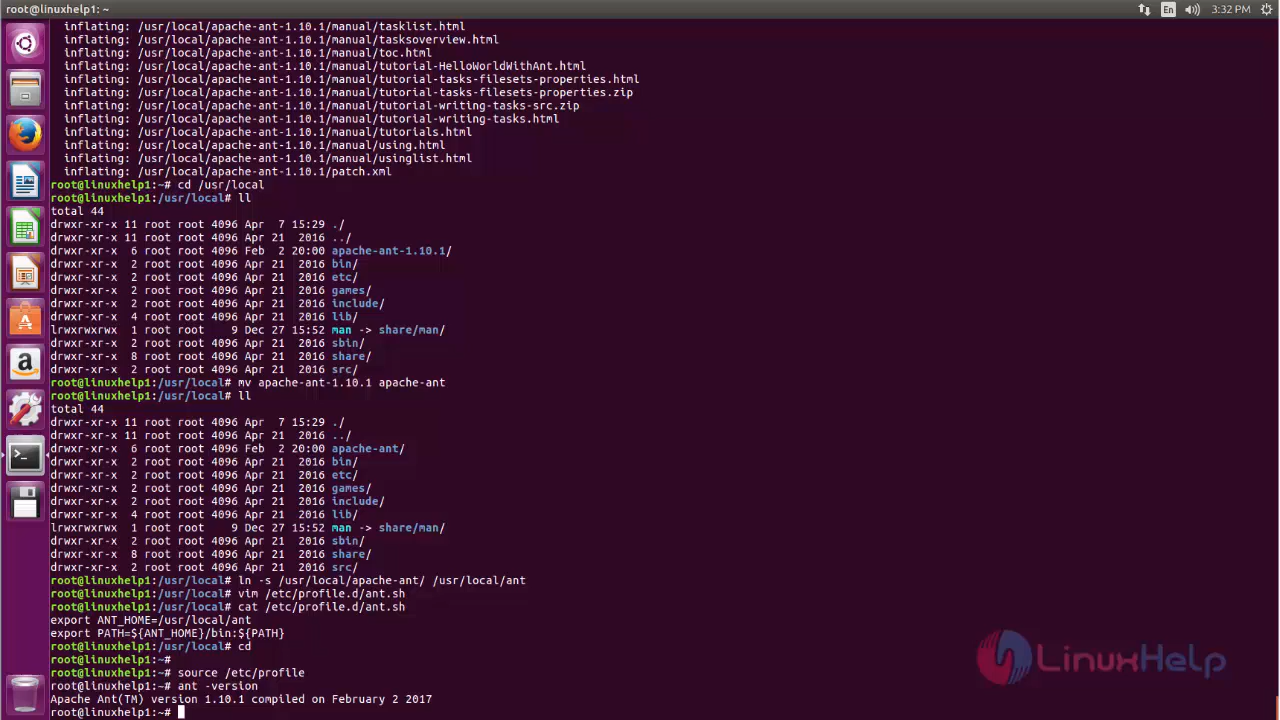 root@linuxhelp1: ~
En
3:32 PM
inflating: /usr/local/apache-ant-1.10.1/manual/tasklist.html
inflating: /usr/local/apache-ant-1.10.1/manual/tasksoverview.html
inflating: /usr/local/apache-ant-1.10.1/manual/toc.html
inflating: /usr/local/apache-ant-1.10.1/manual/tutorial-HelloWorldWithAnt.html
inflating: /usr/local/apache-ant-1.10.1/manual/tutorial-tasks-filesets-properties.html
inflating: /usr/local/apache-ant-1.10.1/manual/tutorial-tasks-filesets-properties.zip
inflating: /usr/local/apache-ant-1.10.1/manual/tutorial-writing-tasks-src.zip
inflating: /usr/local/apache-ant-1.10.1/manual/tutorial-writing-tasks.html
inflating: /usr/local/apache-ant-1.10.1/manual/tutorials.html
inflating: /usr/local/apache-ant-1.10.1/manual/using.html
inflating: /usr/local/apache-ant-1.10.1/manual/usinglist.html
inflating: /usr/local/apache-ant-1.10.1/patch.xml
root@linuxhelp1:~# cd /usr/local
root@linuxhelp1:/usr/local# ll
total 44
drwxr-xr-x 11 root root 4096 Apr  7 15:29 ./
drwxr-xr-x 11 root root 4096 Apr 21  2016 ../
drwxr-xr-x  6 root root 4096 Feb  2 20:00 apache-ant-1.10.1/
drwxr-xr-x  2 root root 4096 Apr 21  2016 bin/
drwxr-xr-x  2 root root 4096 Apr 21  2016 etc/
drwxr-xr-x  2 root root 4096 Apr 21  2016 games/
drwxr-xr-x  2 root root 4096 Apr 21  2016 include/
drwxr-xr-x  4 root root 4096 Apr 21  2016 lib/
lrwxrwxrwx  1 root root    9 Dec 27 15:52 man -> share/man/
drwxr-xr-x  2 root root 4096 Apr 21  2016 sbin/
drwxr-xr-x  8 root root 4096 Apr 21  2016 share/
drwxr-xr-x  2 root root 4096 Apr 21  2016 src/
root@linuxhelp1:/usr/local# mv apache-ant-1.10.1 apache-ant
root@linuxhelp1:/usr/local# ll
total 44
drwxr-xr-x 11 root root 4096 Apr  7 15:29 ./
drwxr-xr-x 11 root root 4096 Apr 21  2016 ../
drwxr-xr-x  6 root root 4096 Feb  2 20:00 apache-ant/
drwxr-xr-x  2 root root 4096 Apr 21  2016 bin/
drwxr-xr-x  2 root root 4096 Apr 21  2016 etc/
drwxr-xr-x  2 root root 4096 Apr 21  2016 games/
drwxr-xr-x  2 root root 4096 Apr 21  2016 include/
drwxr-xr-x  4 root root 4096 Apr 21  2016 lib/
lrwxrwxrwx  1 root root    9 Dec 27 15:52 man -> share/man/
drwxr-xr-x  2 root root 4096 Apr 21  2016 sbin/
drwxr-xr-x  8 root root 4096 Apr 21  2016 share/
drwxr-xr-x  2 root root 4096 Apr 21  2016 src/
root@linuxhelp1:/usr/local# ln -s /usr/local/apache-ant/ /usr/local/ant
root@linuxhelp1:/usr/local# vim /etc/profile.d/ant.sh
root@linuxhelp1:/usr/local# cat /etc/profile.d/ant.sh
export ANT_HOME=/usr/local/ant
export PATH=${ANT_HOME}/bin:${PATH}
root@linuxhelp1:/usr/local# cd
root@linuxhelp1:~#
root@linuxhelp1:~# source /etc/profile
root@linuxhelp1:~# ant -version
Apache Ant(TM) version 1.10.1 compiled on February 2 2017
root@linuxhelp1:~#
LinuxHelp